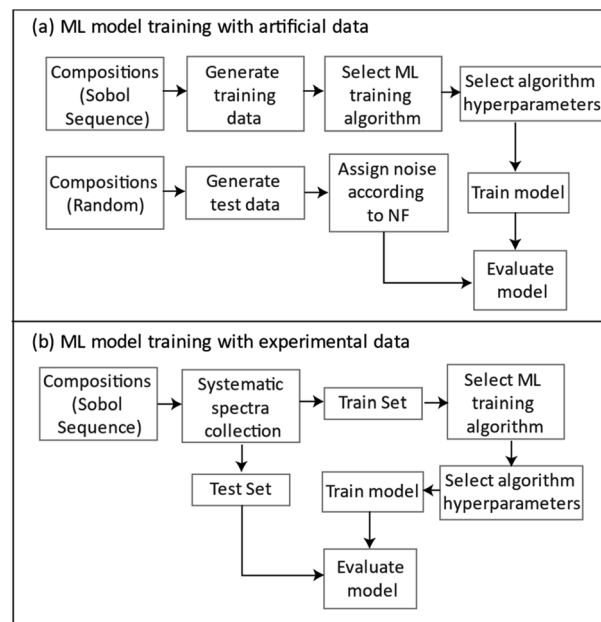 (a) ML model training with artificial data
Compositions
(Sobol
Sequence)
Generate
training
data
Select ML
training
algorithm
Select algorithm
hyperparameters
Compositions
(Random)
Generate
test data
Assign noise
according
to NF
Train model
Evaluate
model
(b) ML model training with experimental data
Compositions
(Sobol
Sequence)
Systematic
spectra
collection
Train Set
Select ML
training
algorithm
Test Set
Train model
Select algorithm
hyperparameters
Evaluate
model